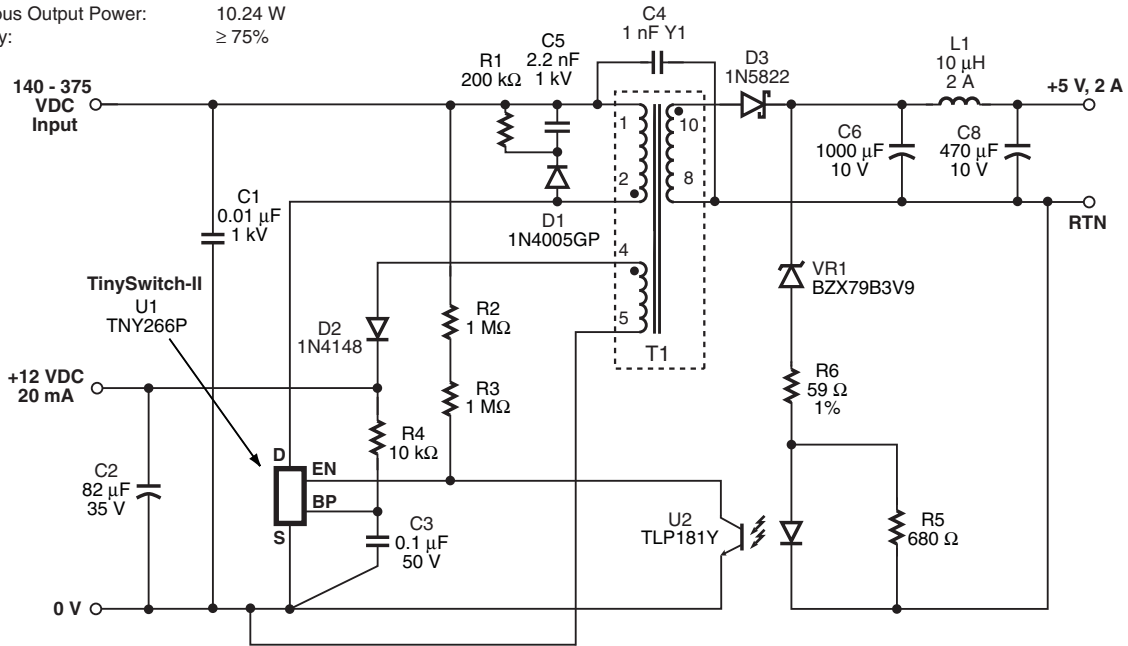 ous Output Power: 10.24 W
y: ≥ 75%
C4
1 nF Y1
C5
2.2 nF
1 kV
R1
200 kΩ
D3
1N5822
L1
10 µH
2 A
140 - 375
VDC
Input
+5 V, 2 A
1
10
C6
1000 µF
10 V
C8
470 µF
10 V
2
8
C1
0.01 µF
1 kV
D1
1N4005GP
RTN
4
TinySwitch-II
U1
TNY266P
VR1
BZX79B3V9
D2
1N4148
R2
1 MΩ
5
T1
+12 VDC
20 mA
R3
1 MΩ
R6
59 Ω
1%
R4
10 kΩ
D
EN
C2
82 µF
35 V
BP
S
C3
0.1 µF
50 V
U2
TLP181Y
R5
680 Ω
0 V